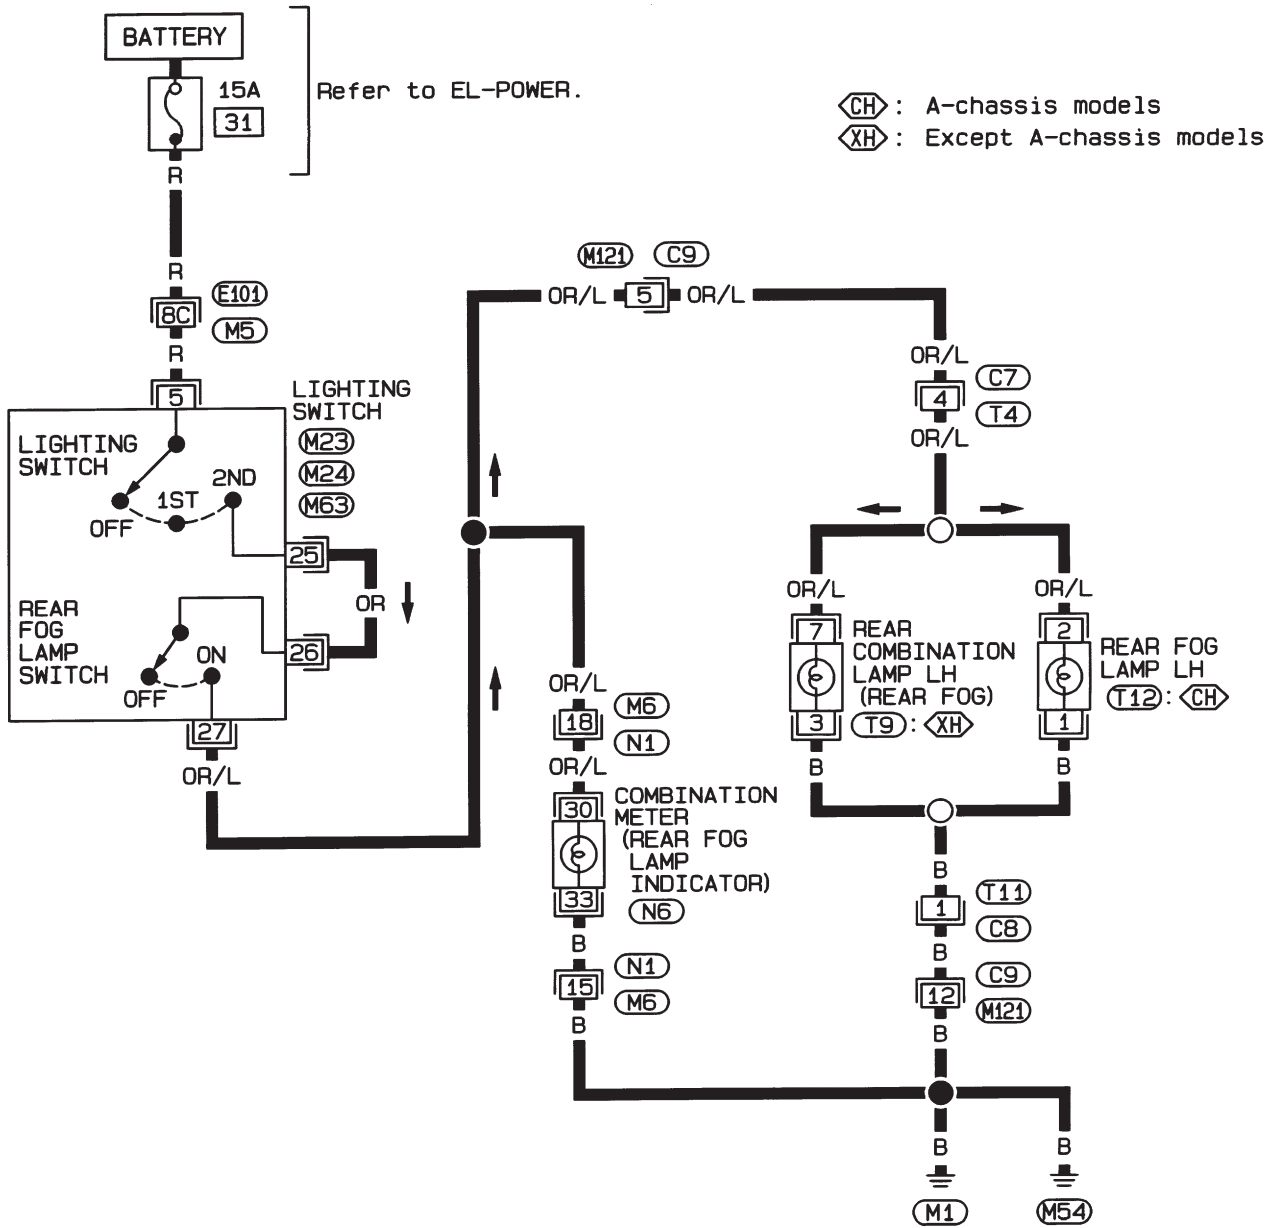 BATTERY
15A
31
Refer to EL-POWER.
CH : A-chassis models
XH : Except A-chassis models
R
R
8C
E101
M5
R
5
LIGHTING
SWITCH
M23
M24
M63
LIGHTING
SWITCH
OFF
1ST
2ND
25
OR
26
REAR
FOG
LAMP
SWITCH
OFF
ON
27
OR/L
M121
C9
OR/L
5
OR/L
OR/L
C7
4
T4
OR/L
OR/L
7
REAR
COMBINATION
LAMP LH
(REAR FOG)
3
T9 : XH
B
OR/L
2
REAR FOG
LAMP LH
T12 : CH
1
B
OR/L
M6
18
N1
OR/L
30
COMBINATION
METER
(REAR FOG
LAMP
INDICATOR)
33
N6
B
N1
15
M6
B
B
T11
1
C8
B
C9
12
M121
B
B
M1
B
M54